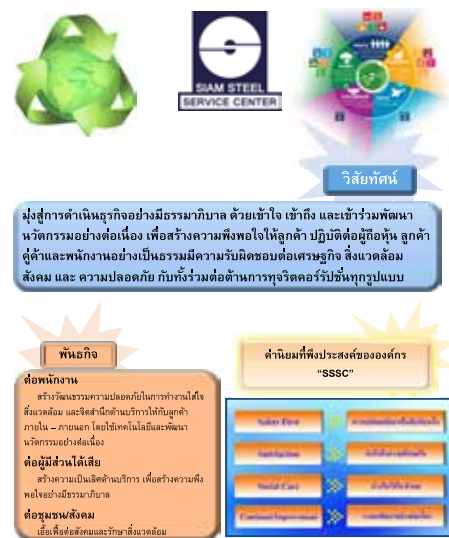 SIAM STEEL
SERVICE CENTER
วิสัยทัศน์
มุ่งสู่การดำเนินธุรกิจอย่างมีธรรมาภิบาล ด้วยเข้าใจ เข้าถึง และเข้าร่วมพัฒนา
นวัตกรรมอย่างต่อเนื่อง เพื่อสร้างความพึงพอใจให้ลูกค้า ปฏิบัติต่อผู้ถือหุ้น ลูกค้า
คู่ค้าและพนักงานอย่างเป็นธรรมมีความรับผิดชอบต่อเศรษฐกิจ สิ่งแวดล้อม
สังคม และ ความปลอดภัย กับทั้งร่วมต่อต้านการทุจริตคอร์รัปชั่นทุกรูปแบบ
พันธกิจ
ต่อพนักงาน
สร้างวัฒนธรรมความปลอดภัยในการทำงานใส่ใจ
สิ่งแวดล้อม และจิตสำนึกด้านบริการให้กับลูกค้า
ภายใน – ภายนอก โดยใช้เทคโนโลยีและพัฒนา
นวัตกรรมอย่างต่อเนื่อง
ต่อผู้มีส่วนได้เสีย
สร้างความเป็นเลิศด้านบริการ เพื่อสร้างความพึง
พอใจอย่างมีธรรมาภิบาล
ต่อชุมชน/สังคม
เอื้อเฟื้อต่อสังคมและรักษาสิ่งแวดล้อม
ค่านิยมที่พึงประสงค์ขององค์กร
“SSSC”
Safety First
Satisfaction
Social Care
Continual Improvement